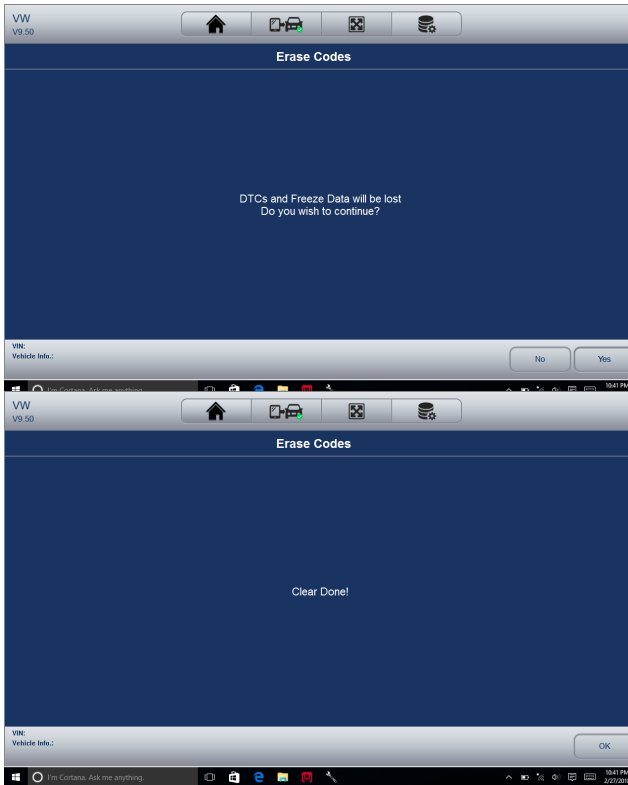 VW
V9.50
Erase Codes
DTCs and Freeze Data will be lost
Do you wish to continue?
VIN:
Vehicle Info.:
No
Yes
I'm Cortana. Ask me anything.
10:41 PM
VW
V9.50
Erase Codes
Clear Done!
VIN:
Vehicle Info.:
OK
I'm Cortana. Ask me anything.
10:41 PM